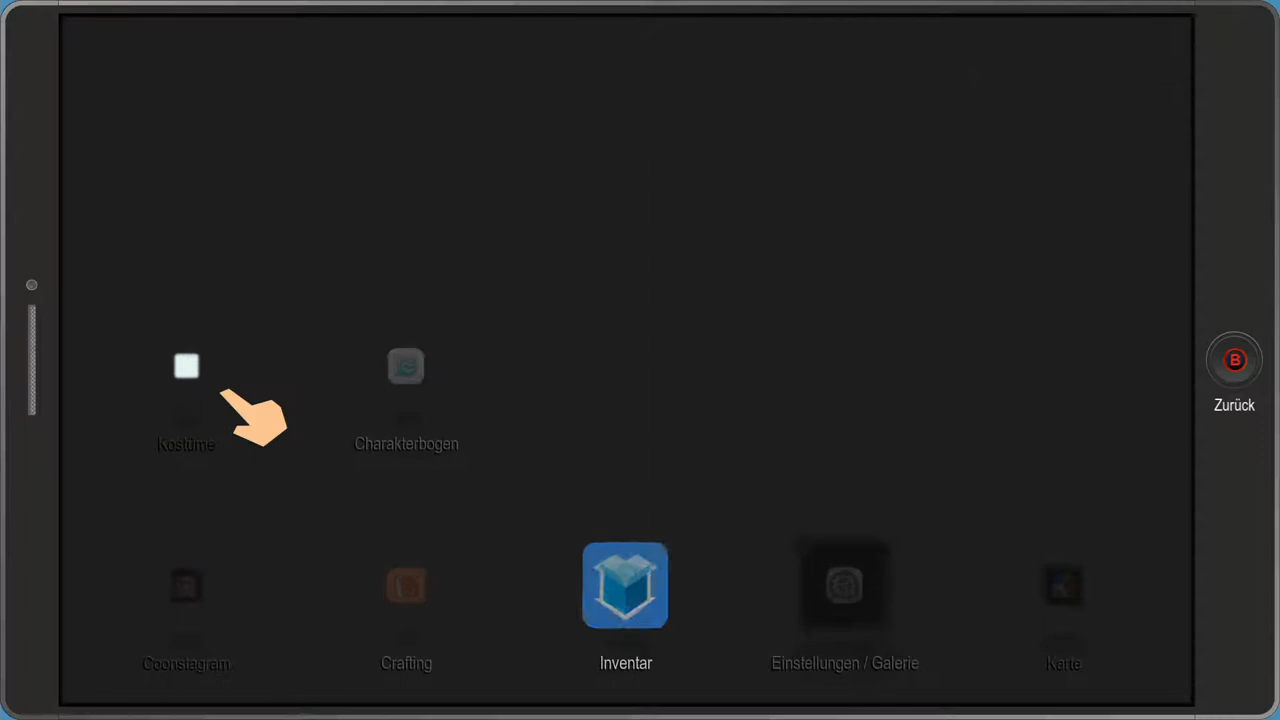 B
Zurück
Kostüme
Charakterbogen
Coonstagram
Crafting
Inventar
Einstellungen / Galerie
Karte